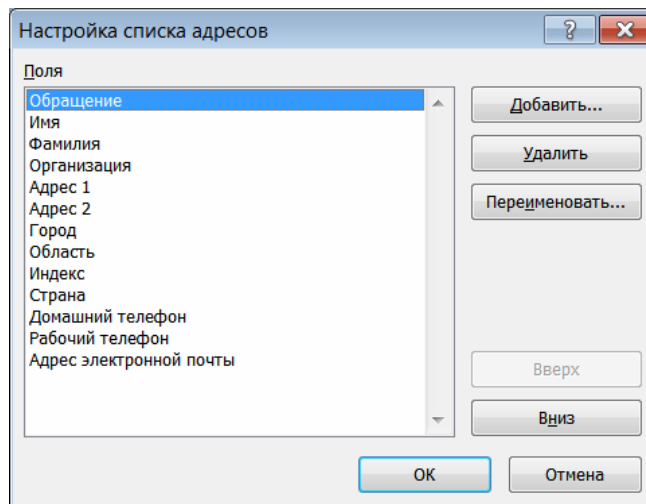 Настройка списка адресов
Поля
Обращение
Имя
Фамилия
Организация
Адрес 1
Адрес 2
Город
Область
Индекс
Страна
Домашний телефон
Рабочий телефон
Адрес электронной почты
Добавить...
Удалить
Переименовать...
Вверх
Вниз
ОК
Отмена